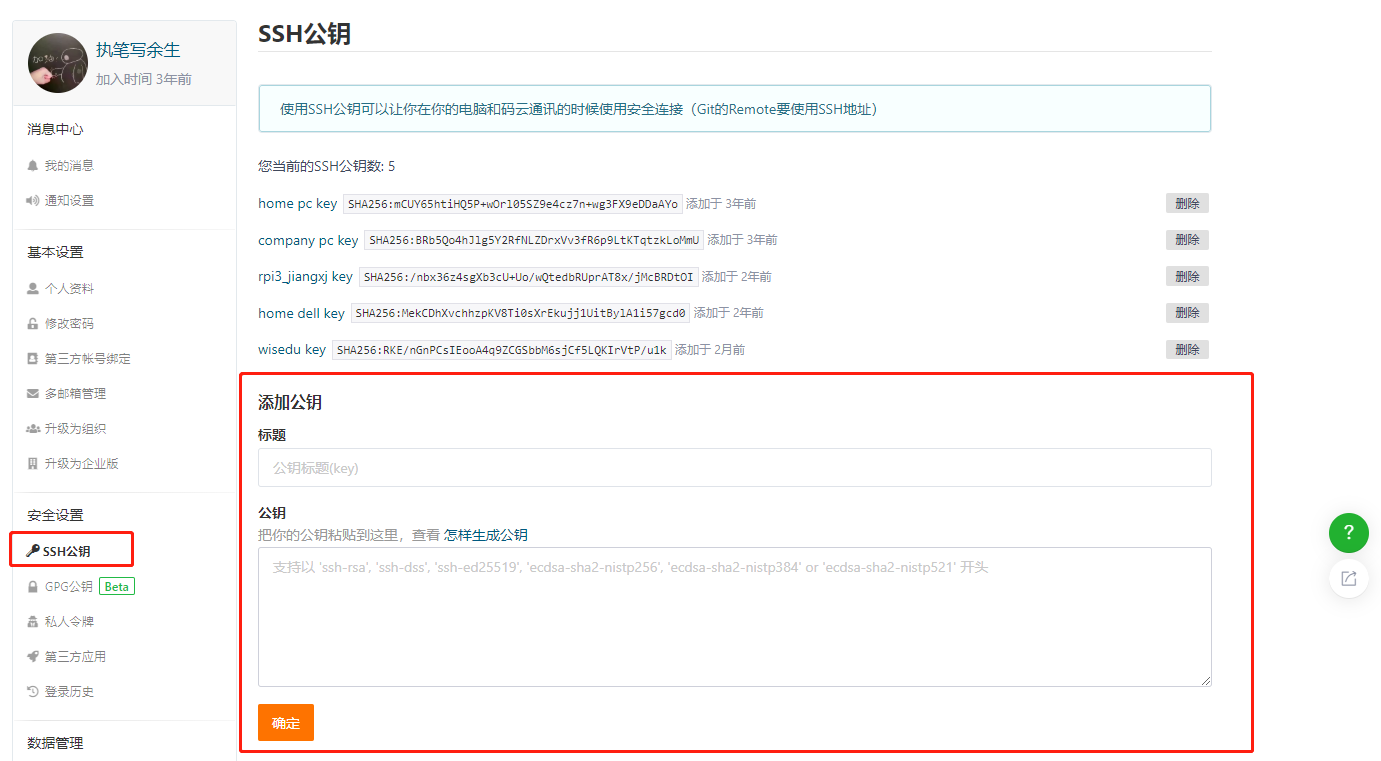 执笔写余生
加入时间 3年前
消息中心
我的消息
通知设置
基本设置
个人资料
修改密码
第三方帐号绑定
多邮箱管理
升级为组织
升级为企业版
安全设置
SSH公钥
GPG公钥 Beta
私人令牌
第三方应用
登录历史
数据管理
SSH公钥
使用SSH公钥可以让你在你的电脑和码云通讯的时候使用安全连接（Git的Remote要使用SSH地址）
您当前的SSH公钥数: 5
home pc key SHA256:mCUY65htiHQ5P+wOrl05SZ9e4cz7n+wg3FX9eDDaAYo 添加于 3年前 删除
company pc key SHA256:BRb5Qo4hJlg5Y2RfNLZDrxVv3fR6p9LtKTqtzkLoMmU 添加于 3年前 删除
rpi3_jiangxj key SHA256:/nbx36z4sgXb3cU+Uo/wQtedbRUprAT8x/jMcBRDtOI 添加于 2年前 删除
home dell key SHA256:MekCDhXvchhzpKV8Ti0sXrEkujj1UitBylA1i57gcd0 添加于 2年前 删除
wisedu key SHA256:RKE/nGnPCsIEooA4q9ZCGSbbM6sjCf5LQKIrVtP/u1k 添加于 2月前 删除
添加公钥
标题
公钥标题(key)
公钥
把你的公钥粘贴到这里，查看 怎样生成公钥
支持以 'ssh-rsa', 'ssh-dss', 'ssh-ed25519', 'ecdsa-sha2-nistp256', 'ecdsa-sha2-nistp384' or 'ecdsa-sha2-nistp521' 开头
确定
?